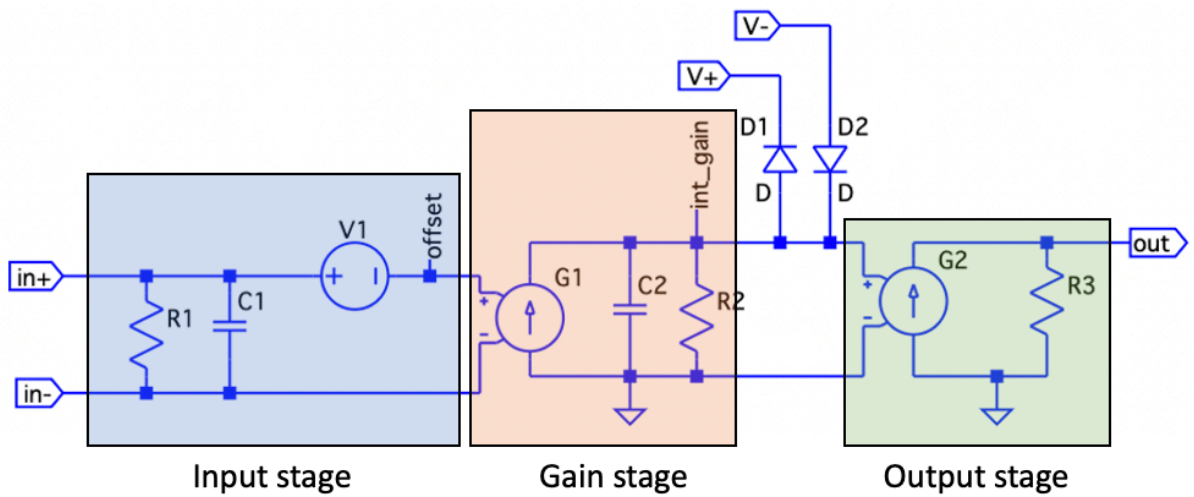 V-
V+
D1
D2
int_gain
D
D
offset
V1
in+
R1
C1
+
G1
+
-
C2
R2
G2
+
-
R3
out
in-
Input stage
Gain stage
Output stage